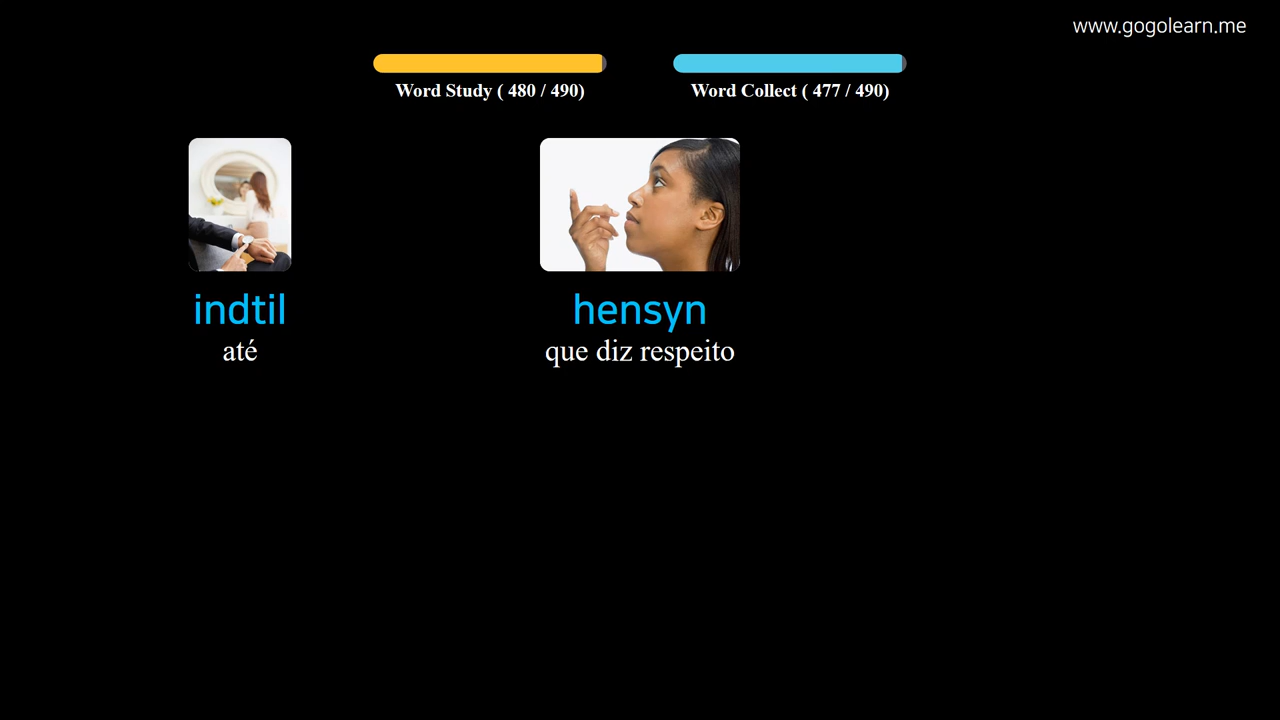 www.gogolearn.me
Word Study ( 480 / 490)
Word Collect ( 477 / 490)
indtil
hensyn
até
que diz respeito